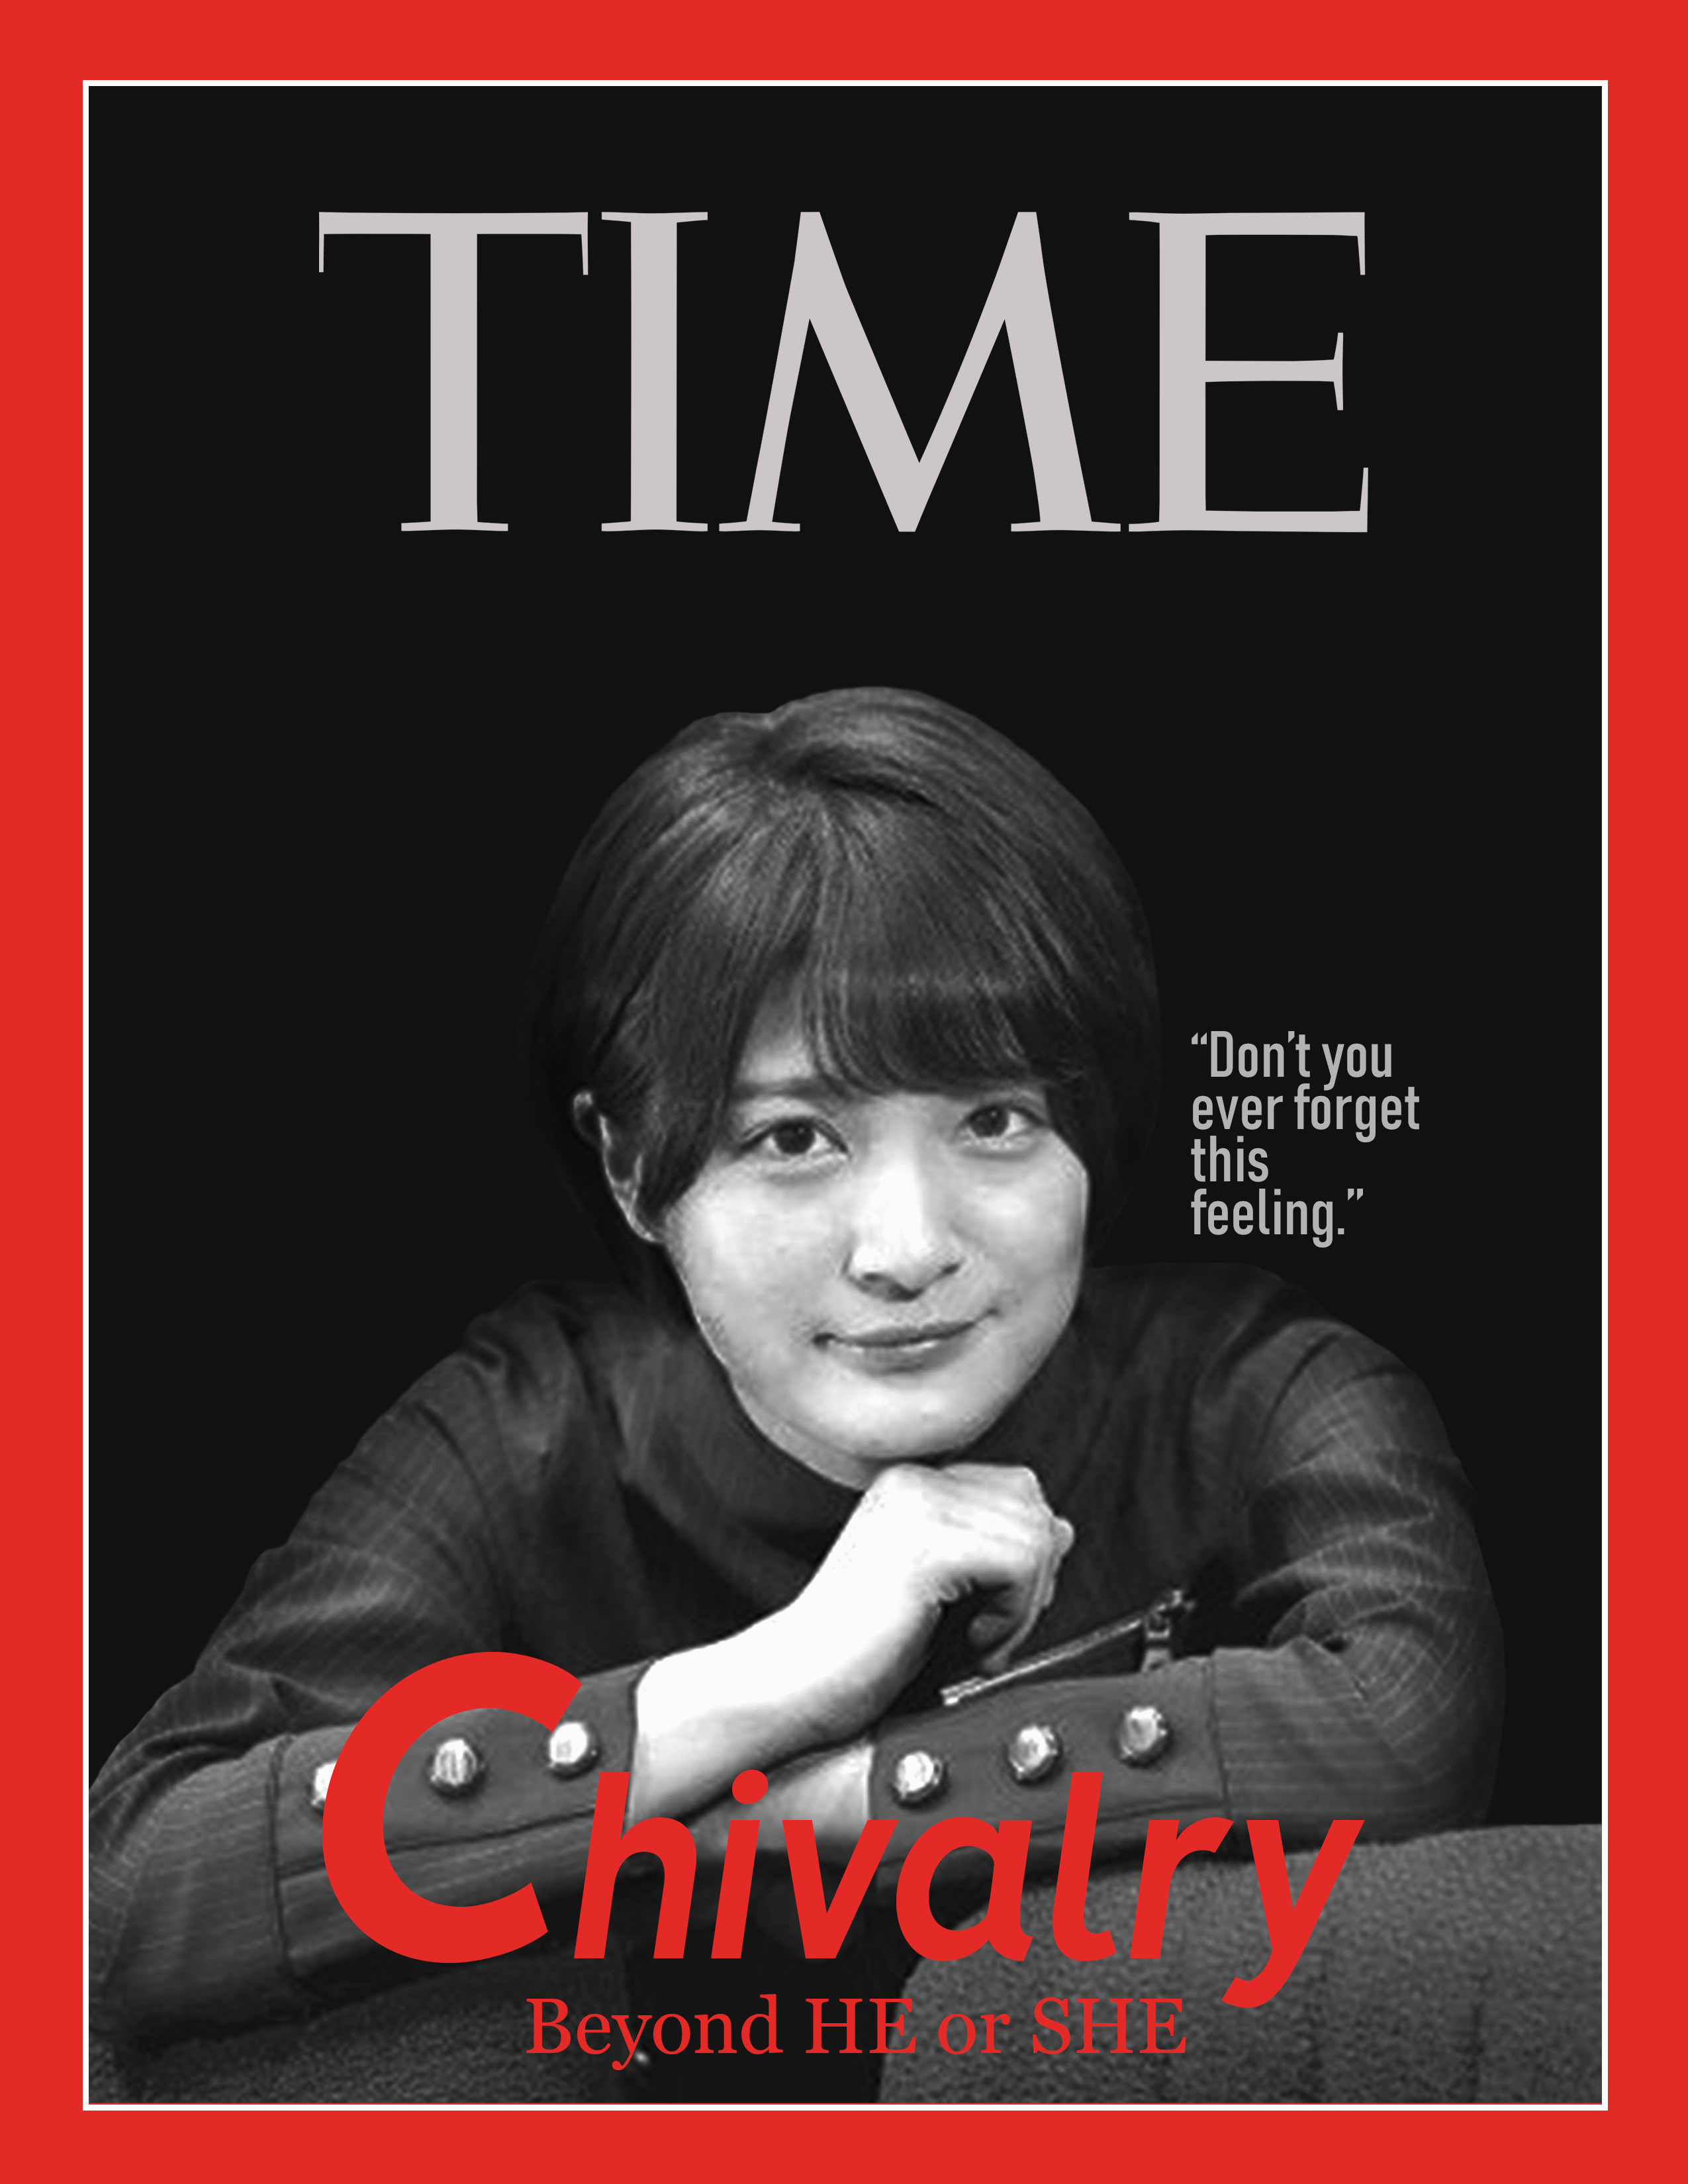 TIME
“Don’t you
ever forget
this
feeling.”
Chivalry
Beyond HE or SHE